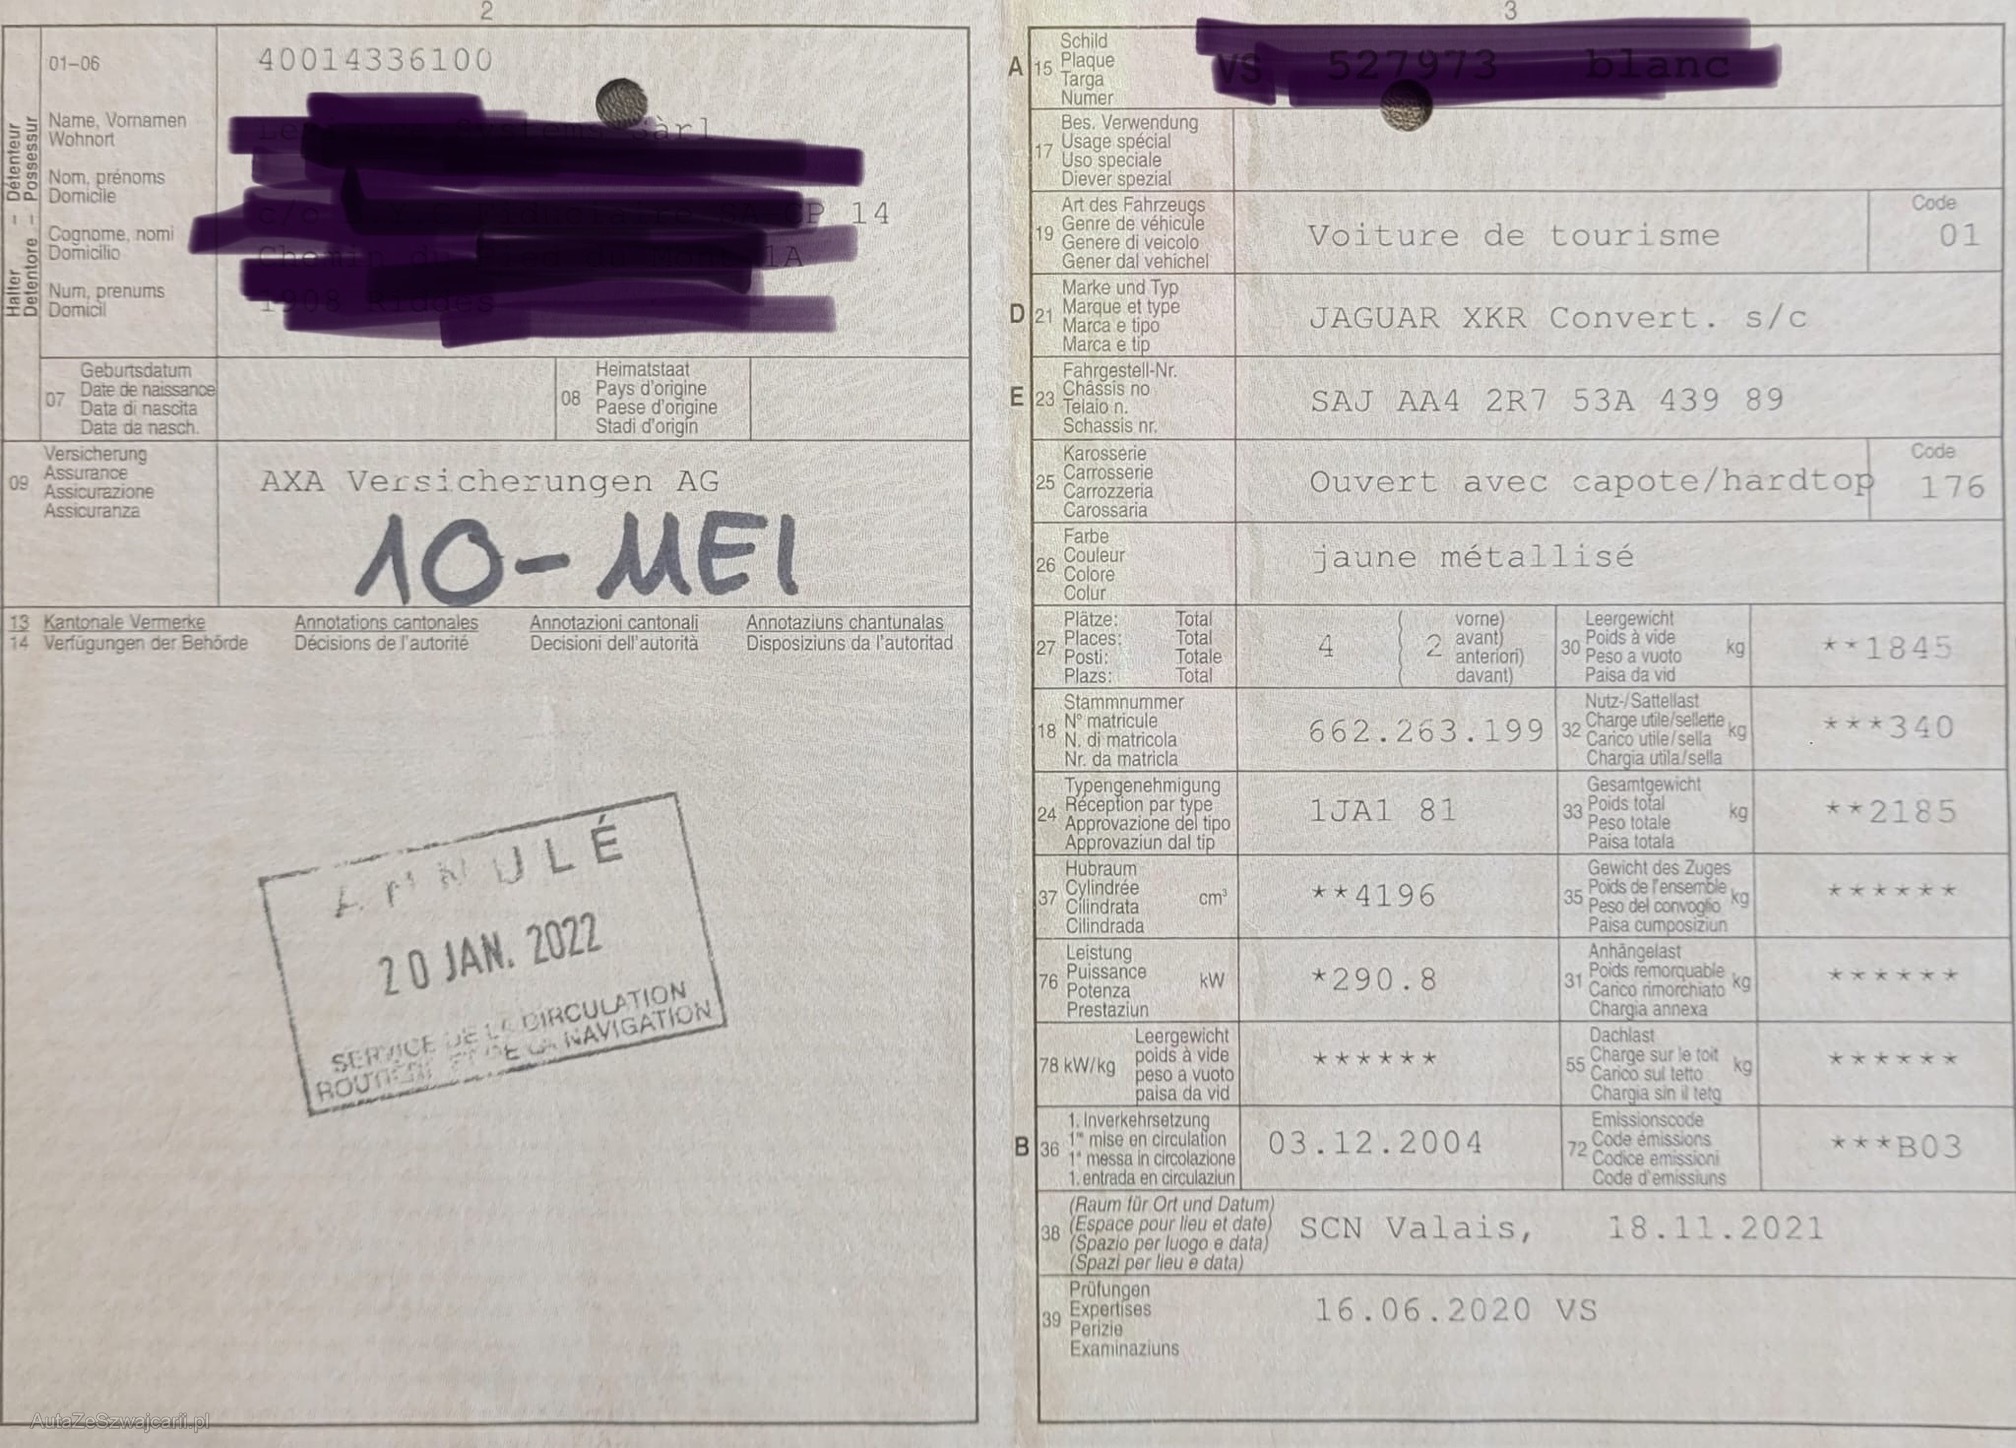 2
01–06
40014336100
Halter – Détenteur
Detentore – Possessur
Name, Vornamen
Wohnort
Nom, prénoms
Domicile
14
Cognome, nomi
Domicilio
Num, prenums
Domicil
07
Geburtsdatum
Date de naissance
Data di nascita
Data da nasch.
08
Heimatstaat
Pays d'origine
Paese d'origine
Stadi d'origin
09
Versicherung
Assurance
Assicurazione
Assicuranza
AXA Versicherungen AG
10-MEI
13 Kantonale Vermerke Annotations cantonales Annotazioni cantonali Annotaziuns chantunalas
14 Verfügungen der Behörde Décisions de l'autorité Decisioni dell'autorità Disposiziuns da l'autoritad
ANNULÉ
20 JAN. 2022
SERVICE DE LA CIRCULATION
ROUTIÈRE ET DE LA NAVIGATION
3
A 15
Schild
Plaque
Targa
Numer
17
Bes. Verwendung
Usage spécial
Uso speciale
Diever spezial
19
Art des Fahrzeugs
Genre de véhicule
Genere di veicolo
Gener dal vehichel
Voiture de tourisme
Code
01
D 21
Marke und Typ
Marque et type
Marca e tipo
Marca e tip
JAGUAR XKR Convert. s/c
E 23
Fahrgestell-Nr.
Châssis no
Telaio n.
Schassis nr.
SAJ AA4 2R7 53A 439 89
25
Karosserie
Carrosserie
Carrozzeria
Carossaria
Ouvert avec capote/hardtop
Code
176
26
Farbe
Couleur
Colore
Colur
jaune métallisé
27
Plätze: Total
Places: Total
Posti: Totale
Plazs: Total
4
2
vorne)
avant)
anteriori)
davant)
30
Leergewicht
Poids à vide
Peso a vuoto
Paisa da vid
kg
**1845
18
Stammnummer
N° matricule
N. di matricola
Nr. da matricla
662.263.199
32
Nutz-/Sattellast
Charge utile/sellette
Carico utile/sella
Chargia utila/sella
kg
***340
24
Typengenehmigung
Réception par type
Approvazione del tipo
Approvaziun dal tip
1JA1 81
33
Gesamtgewicht
Poids total
Peso totale
Paisa totala
kg
**2185
37
Hubraum
Cylindrée
Cilindrata
Cilindrada
cm³
**4196
35
Gewicht des Zuges
Poids de l'ensemble
Peso del convoglio
Paisa cumposiziun
kg
******
76
Leistung
Puissance
Potenza
Prestaziun
kW
*290.8
31
Anhängelast
Poids remorquable
Carico rimorchiato
Chargia annexa
kg
******
78 kW/kg
Leergewicht
poids à vide
peso a vuoto
paisa da vid
******
55
Dachlast
Charge sur le toit
Carico sul tetto
Chargia sin il tetg
kg
******
B 36
1. Inverkehrsetzung
1re mise en circulation
1a messa in circolazione
1. entrada en circulaziun
03.12.2004
72
Emissionscode
Code émissions
Codice emissioni
Code d'emissiuns
***B03
38
(Raum für Ort und Datum)
(Espace pour lieu et date)
(Spazio per luogo e data)
(Spazi per lieu e data)
SCN Valais, 18.11.2021
39
Prüfungen
Expertises
Perizie
Examinaziuns
16.06.2020 VS
AutaZeSzwajcarii.pl